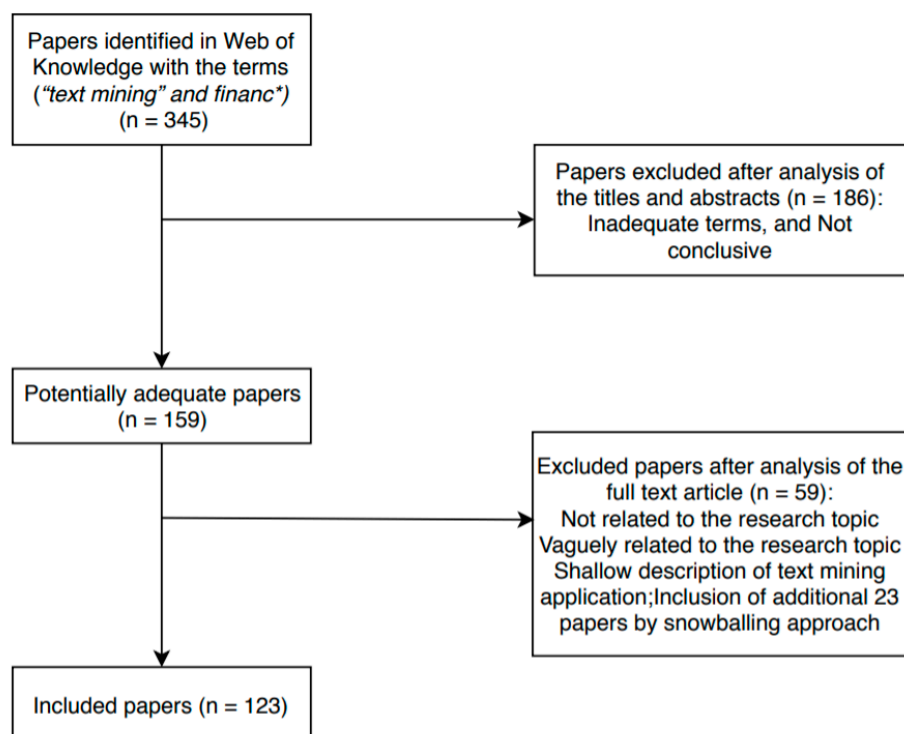 Papers identified in Web of
Knowledge with the terms
(“text mining” and financ*)
(n = 345)
Papers excluded after analysis of
the titles and abstracts (n = 186):
Inadequate terms, and Not
conclusive
Potentially adequate papers
(n = 159)
Excluded papers after analysis of the
full text article (n = 59):
Not related to the research topic
Vaguely related to the research topic
Shallow description of text mining
application;Inclusion of additional 23
papers by snowballing approach
Included papers (n = 123)